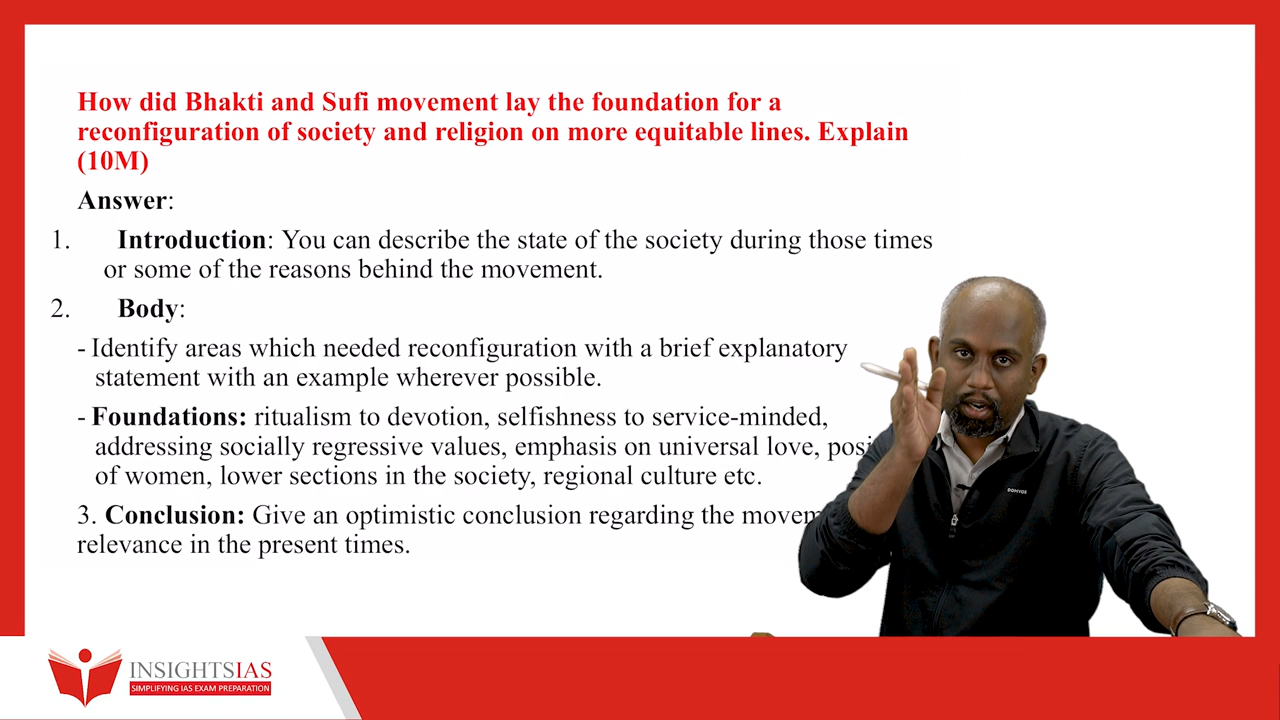 How did Bhakti and Sufi movement lay the foundation for a
reconfiguration of society and religion on more equitable lines. Explain
(10M)
Answer:
1. Introduction: You can describe the state of the society during those times
or some of the reasons behind the movement.
2. Body:
- Identify areas which needed reconfiguration with a brief explanatory
statement with an example wherever possible.
- Foundations: ritualism to devotion, selfishness to service-minded,
addressing socially regressive values, emphasis on universal love,
of women, lower sections in the society, regional culture etc.
3. Conclusion: Give an optimistic conclusion regarding the
relevance in the present times.
DOMYOS
INSIGHTSIAS
SIMPLIFYING IAS EXAM PREPARATION